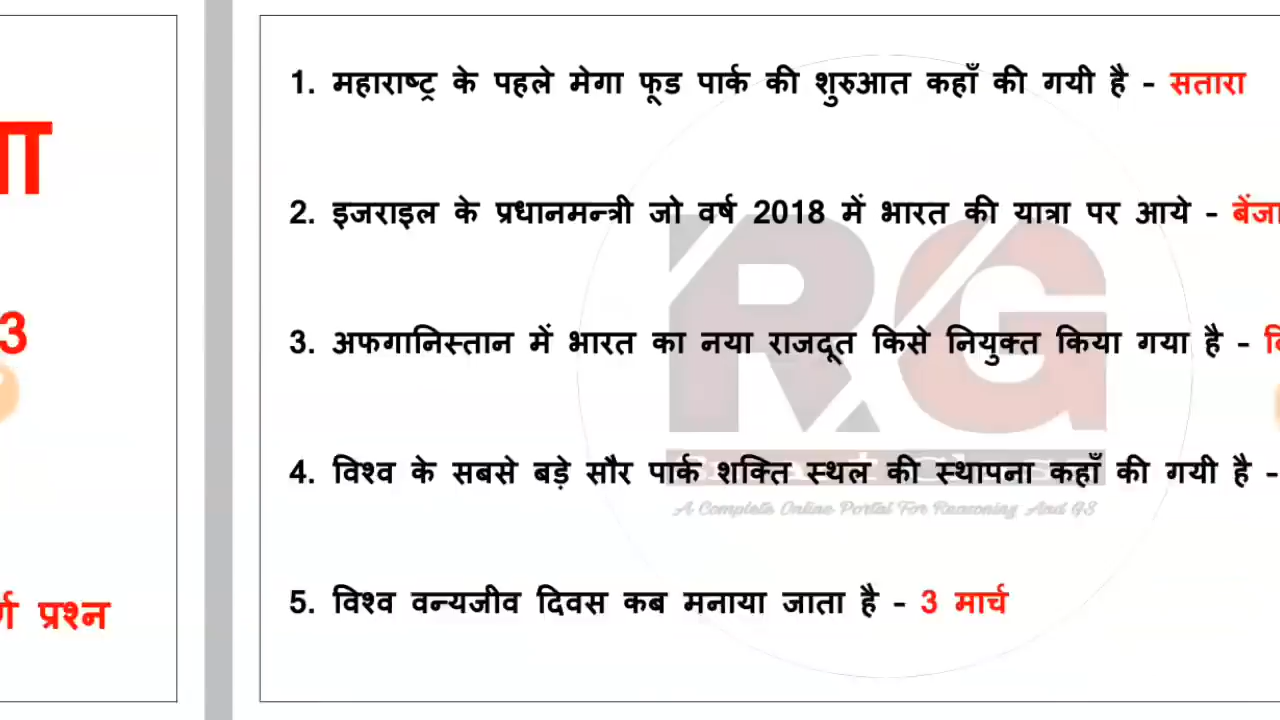 1. महाराष्ट्र के पहले मेगा फूड पार्क की शुरुआत कहाँ की गयी है - सतारा
2. इजराइल के प्रधानमन्त्री जो वर्ष 2018 में भारत की यात्रा पर आये -
3. अफगानिस्तान में भारत का नया राजदूत किसे नियुक्त किया गया है -
4. विश्व के सबसे बड़े सौर पार्क शक्ति स्थल की स्थापना कहाँ की गयी है -
5. विश्व वन्यजीव दिवस कब मनाया जाता है - 3 मार्च
3
प्रश्न
RG
A Complete Online Portal For Reasoning And GS